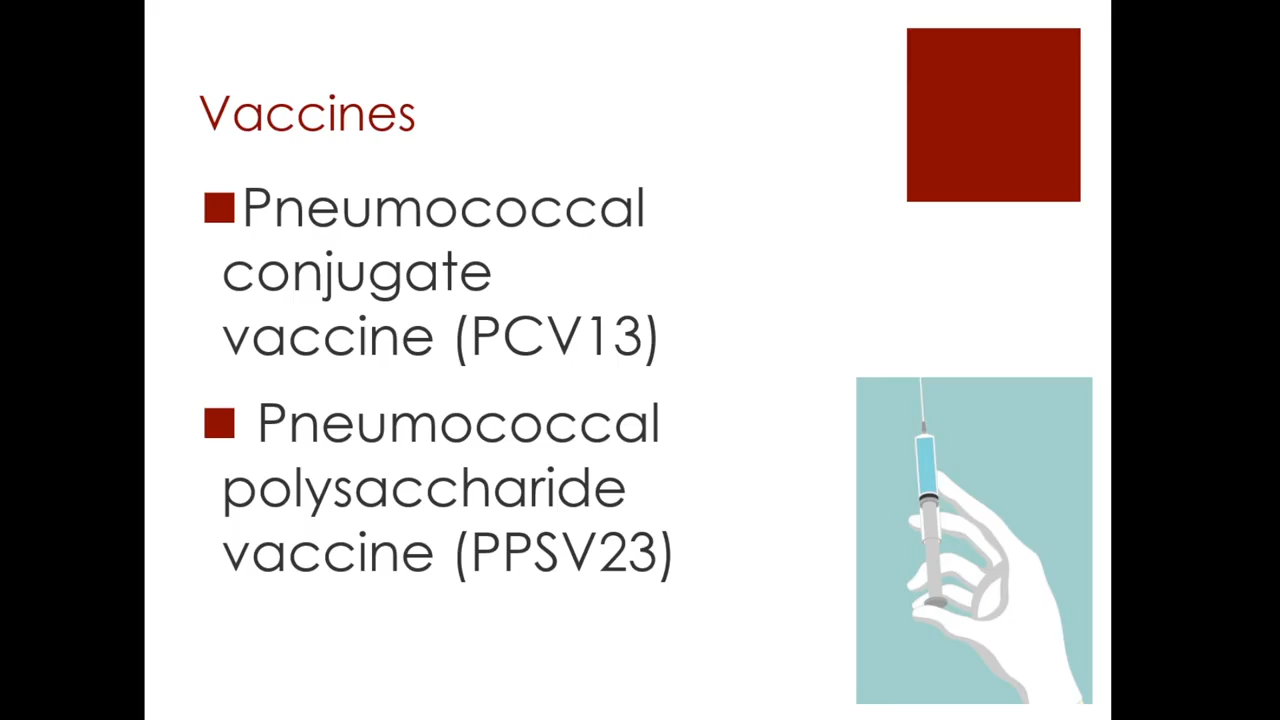 Vaccines
Pneumococcal
conjugate
vaccine (PCV13)
Pneumococcal
polysaccharide
vaccine (PPSV23)